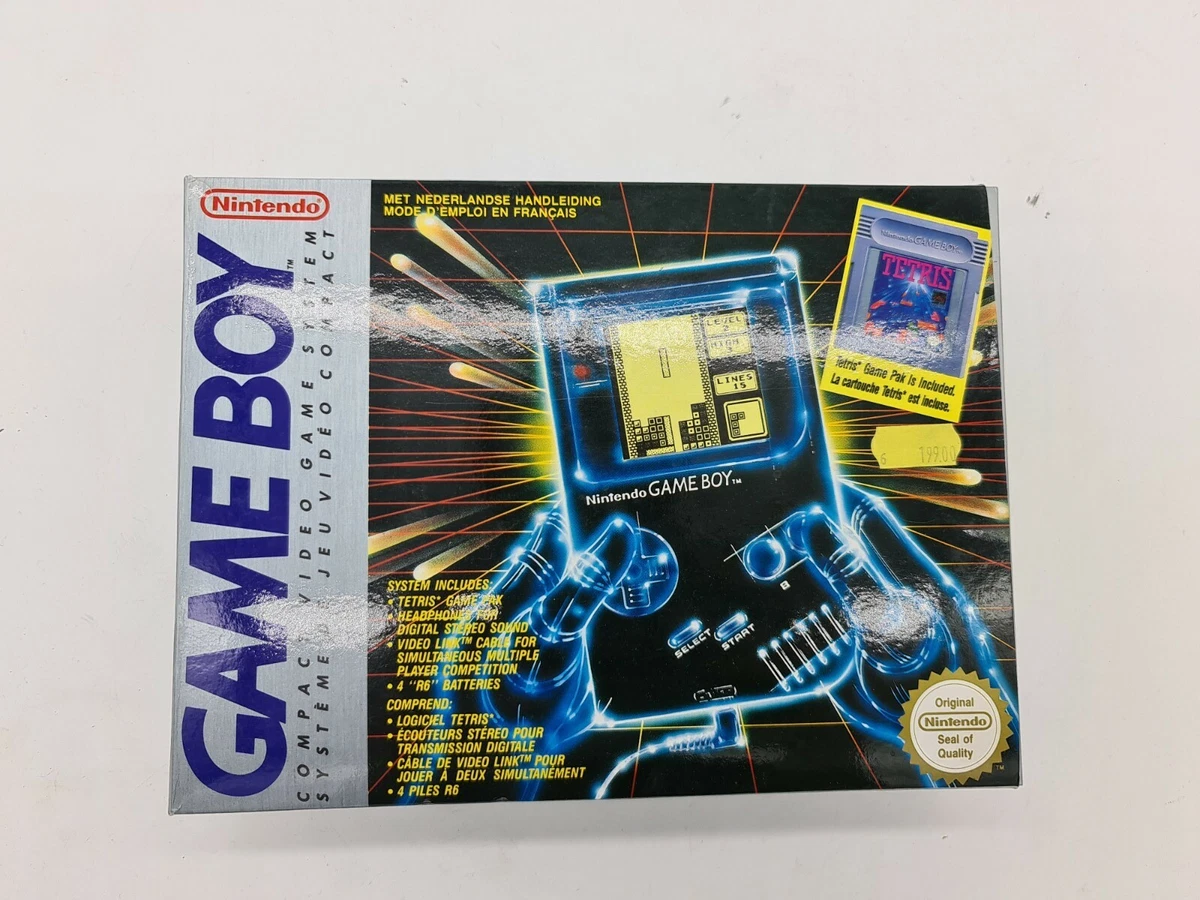 Nintendo
GAME BOY™
COMPACT VIDEO GAME SYSTEM
SYSTÈME DE JEU VIDÉO COMPACT
MET NEDERLANDSE HANDLEIDING
MODE D'EMPLOI EN FRANÇAIS
Nintendo GAME BOY
TETRIS
Tetris* Game Pak Is Included.
La cartouche Tetris* est incluse.
6 199.00
LEVEL
HIGH
LINES
15
Nintendo GAME BOY™
B
SELECT
START
SYSTEM INCLUDES:
• TETRIS* GAME PAK
• HEADPHONES FOR
DIGITAL STEREO SOUND
• VIDEO LINK™ CABLE FOR
SIMULTANEOUS MULTIPLE
PLAYER COMPETITION
• 4 "R6" BATTERIES
COMPREND:
• LOGICIEL TETRIS*
• ÉCOUTEURS STÉREO POUR
TRANSMISSION DIGITALE
• CÂBLE DE VIDEO LINK™ POUR
JOUER À DEUX SIMULTANÉMENT
• 4 PILES R6
Original
Nintendo
Seal of
Quality
TM